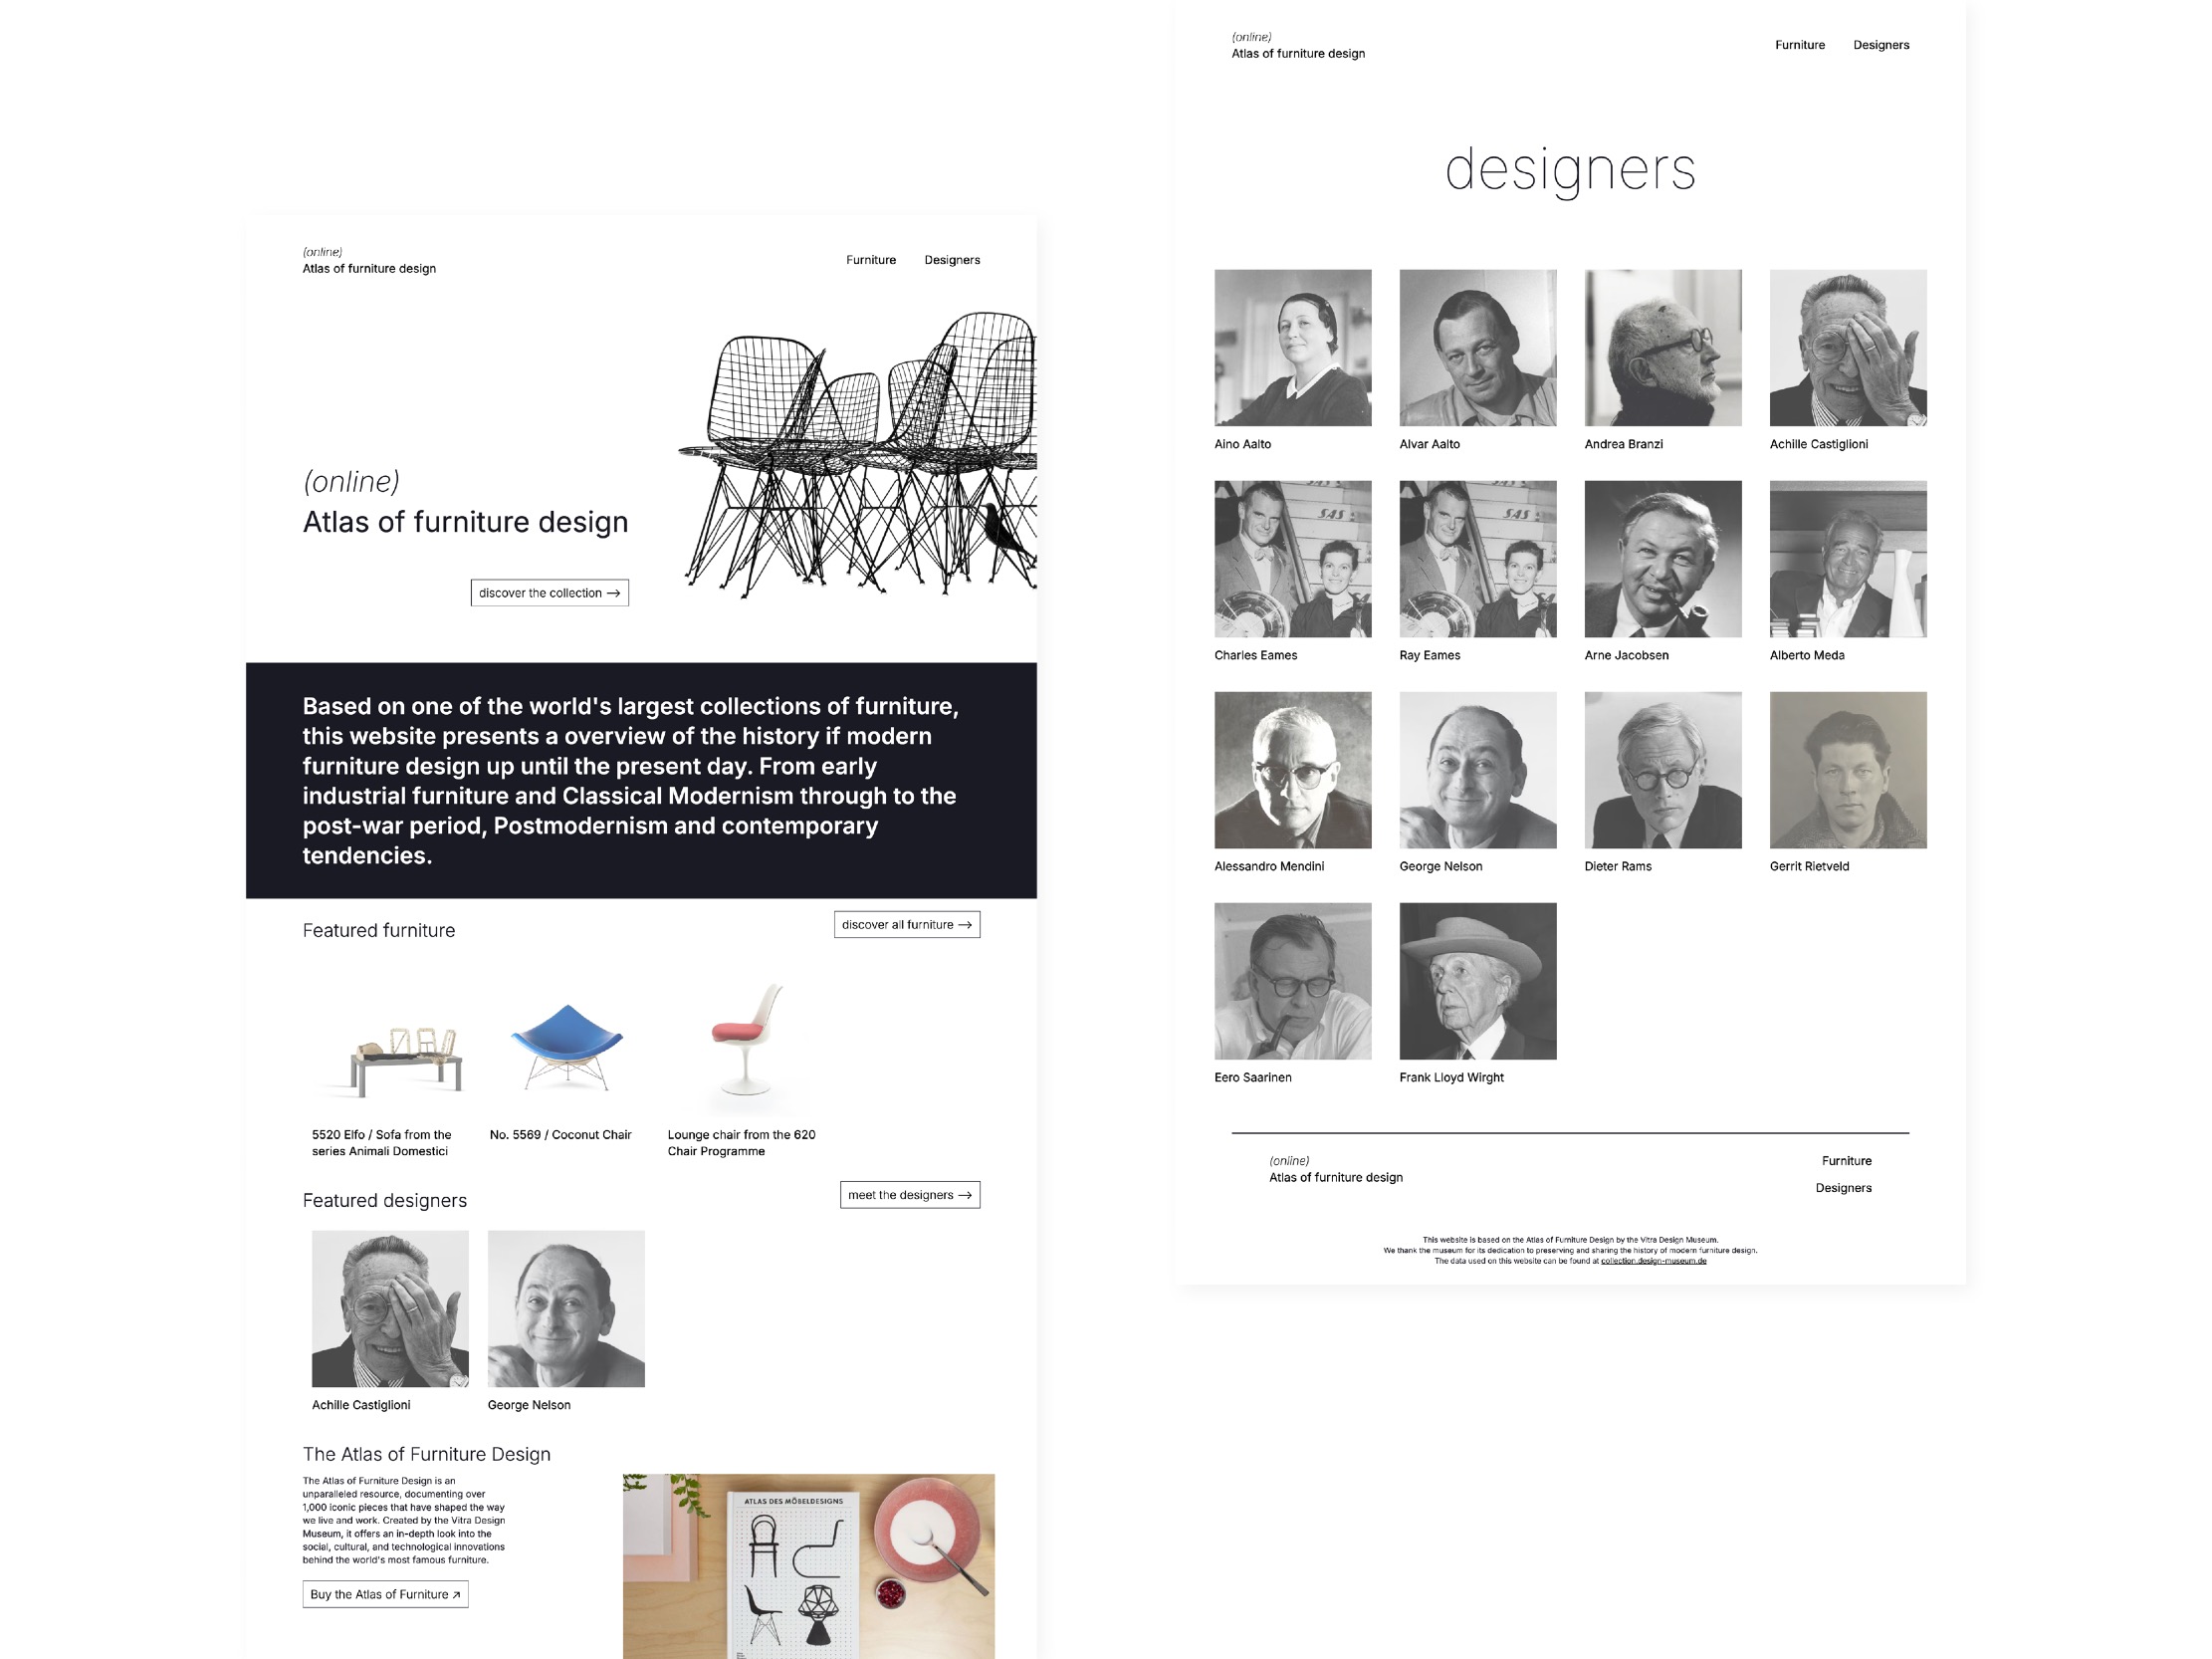 (online)
Atlas of furniture design
Furniture Designers
(online)
Atlas of furniture design
discover the collection →
Based on one of the world's largest collections of furniture,
this website presents a overview of the history if modern
furniture design up until the present day. From early
industrial furniture and Classical Modernism through to the
post-war period, Postmodernism and contemporary
tendencies.
Featured furniture
discover all furniture →
5520 Elfo / Sofa from the
series Animali Domestici
No. 5569 / Coconut Chair
Lounge chair from the 620
Chair Programme
Featured designers
meet the designers →
Achille Castiglioni
George Nelson
The Atlas of Furniture Design
The Atlas of Furniture Design is an
unparalleled resource, documenting over
1,000 iconic pieces that have shaped the way
we live and work. Created by the Vitra Design
Museum, it offers an in-depth look into the
social, cultural, and technological innovations
behind the world's most famous furniture.
Buy the Atlas of Furniture ↗
ATLAS DES MÖBELDESIGNS
(online)
Atlas of furniture design
Furniture Designers
designers
Aino Aalto
Alvar Aalto
Andrea Branzi
Achille Castiglioni
SAS
SAS
Charles Eames
Ray Eames
Arne Jacobsen
Alberto Meda
Alessandro Mendini
George Nelson
Dieter Rams
Gerrit Rietveld
Eero Saarinen
Frank Lloyd Wirght
(online)
Atlas of furniture design
Furniture
Designers
This website is based on the Atlas of Furniture Design by the Vitra Design Museum.
We thank the museum for its dedication to preserving and sharing the history of modern furniture design.
The data used on this website can be found at collection.design-museum.de